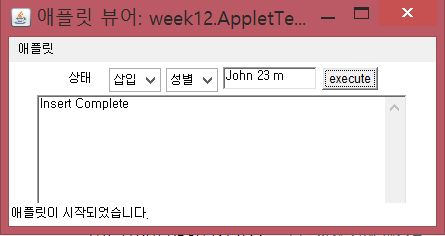 애플릿 뷰어: week12.AppletTe...
애플릿
상태 삽입 성별 John 23 m execute
Insert Complete
애플릿이 시작되었습니다.